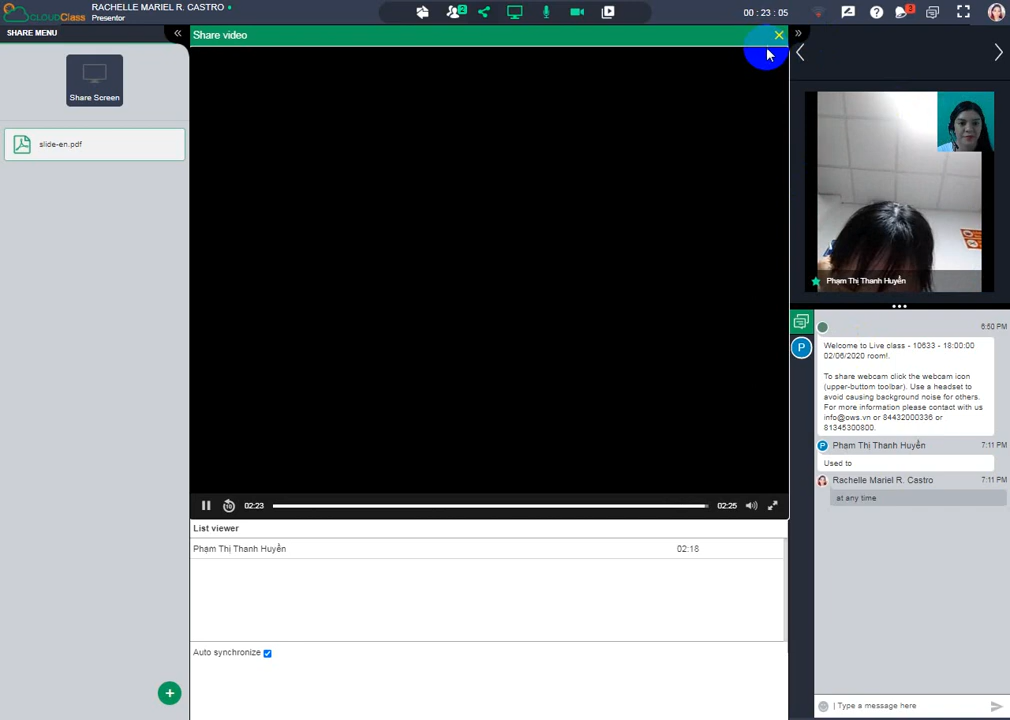 CLOUDClass
RACHELLE MARIEL R. CASTRO
Presentor
2
00 : 23 : 05
3
SHARE MENU
Share video
Share Screen
slide-en.pdf
Phạm Thị Thanh Huyền
10
02:23
02:25
List viewer
Phạm Thị Thanh Huyền 02:18
Auto synchronize
6:50 PM
Welcome to Live class - 10633 - 18:00:00
02/06/2020 room!.
To share webcam click the webcam icon
(upper-buttom toolbar). Use a headset to
avoid causing background noise for others.
For more information please contact with us
info@ows.vn or 84432000336 or
81345300800.
P
P Phạm Thị Thanh Huyền 7:11 PM
Used to
Rachelle Mariel R. Castro 7:11 PM
at any time
Type a message here